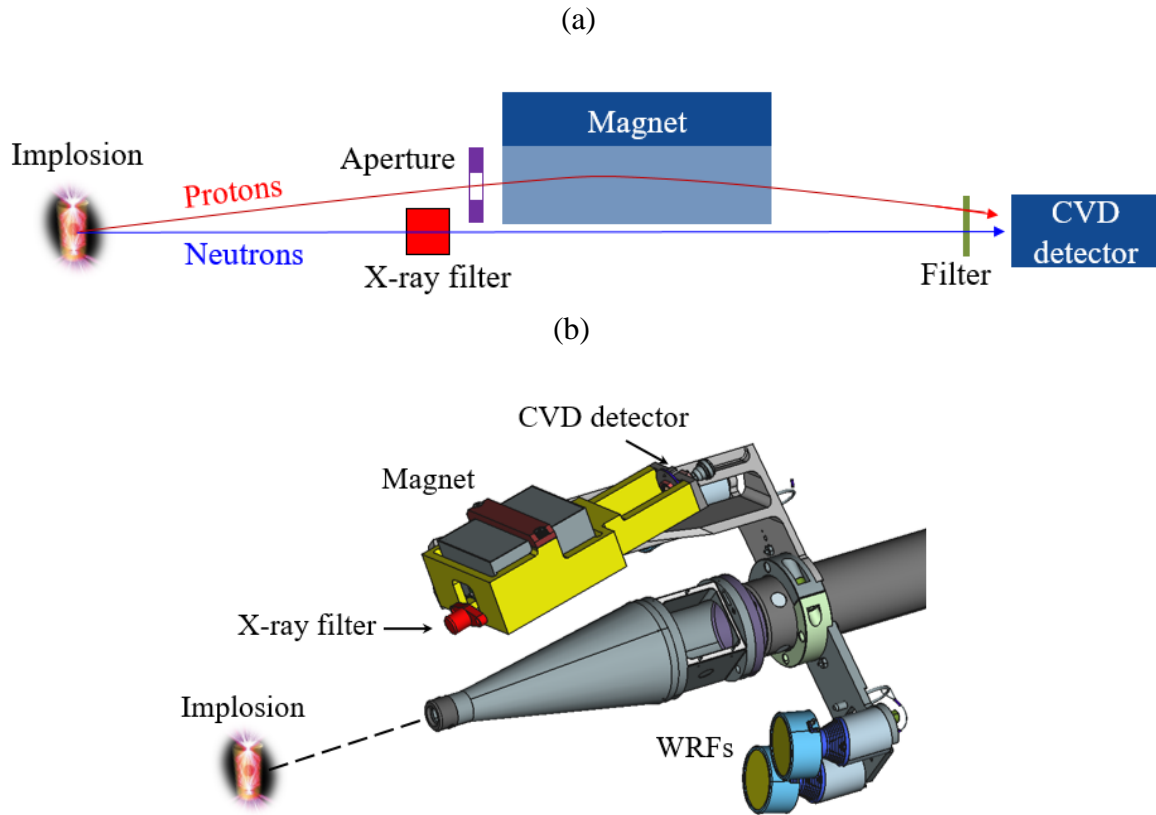 (a)
Implosion
Protons
Neutrons
Aperture
X-ray filter
Magnet
Filter
CVD
detector
(b)
CVD detector
Magnet
X-ray filter
Implosion
WRFs